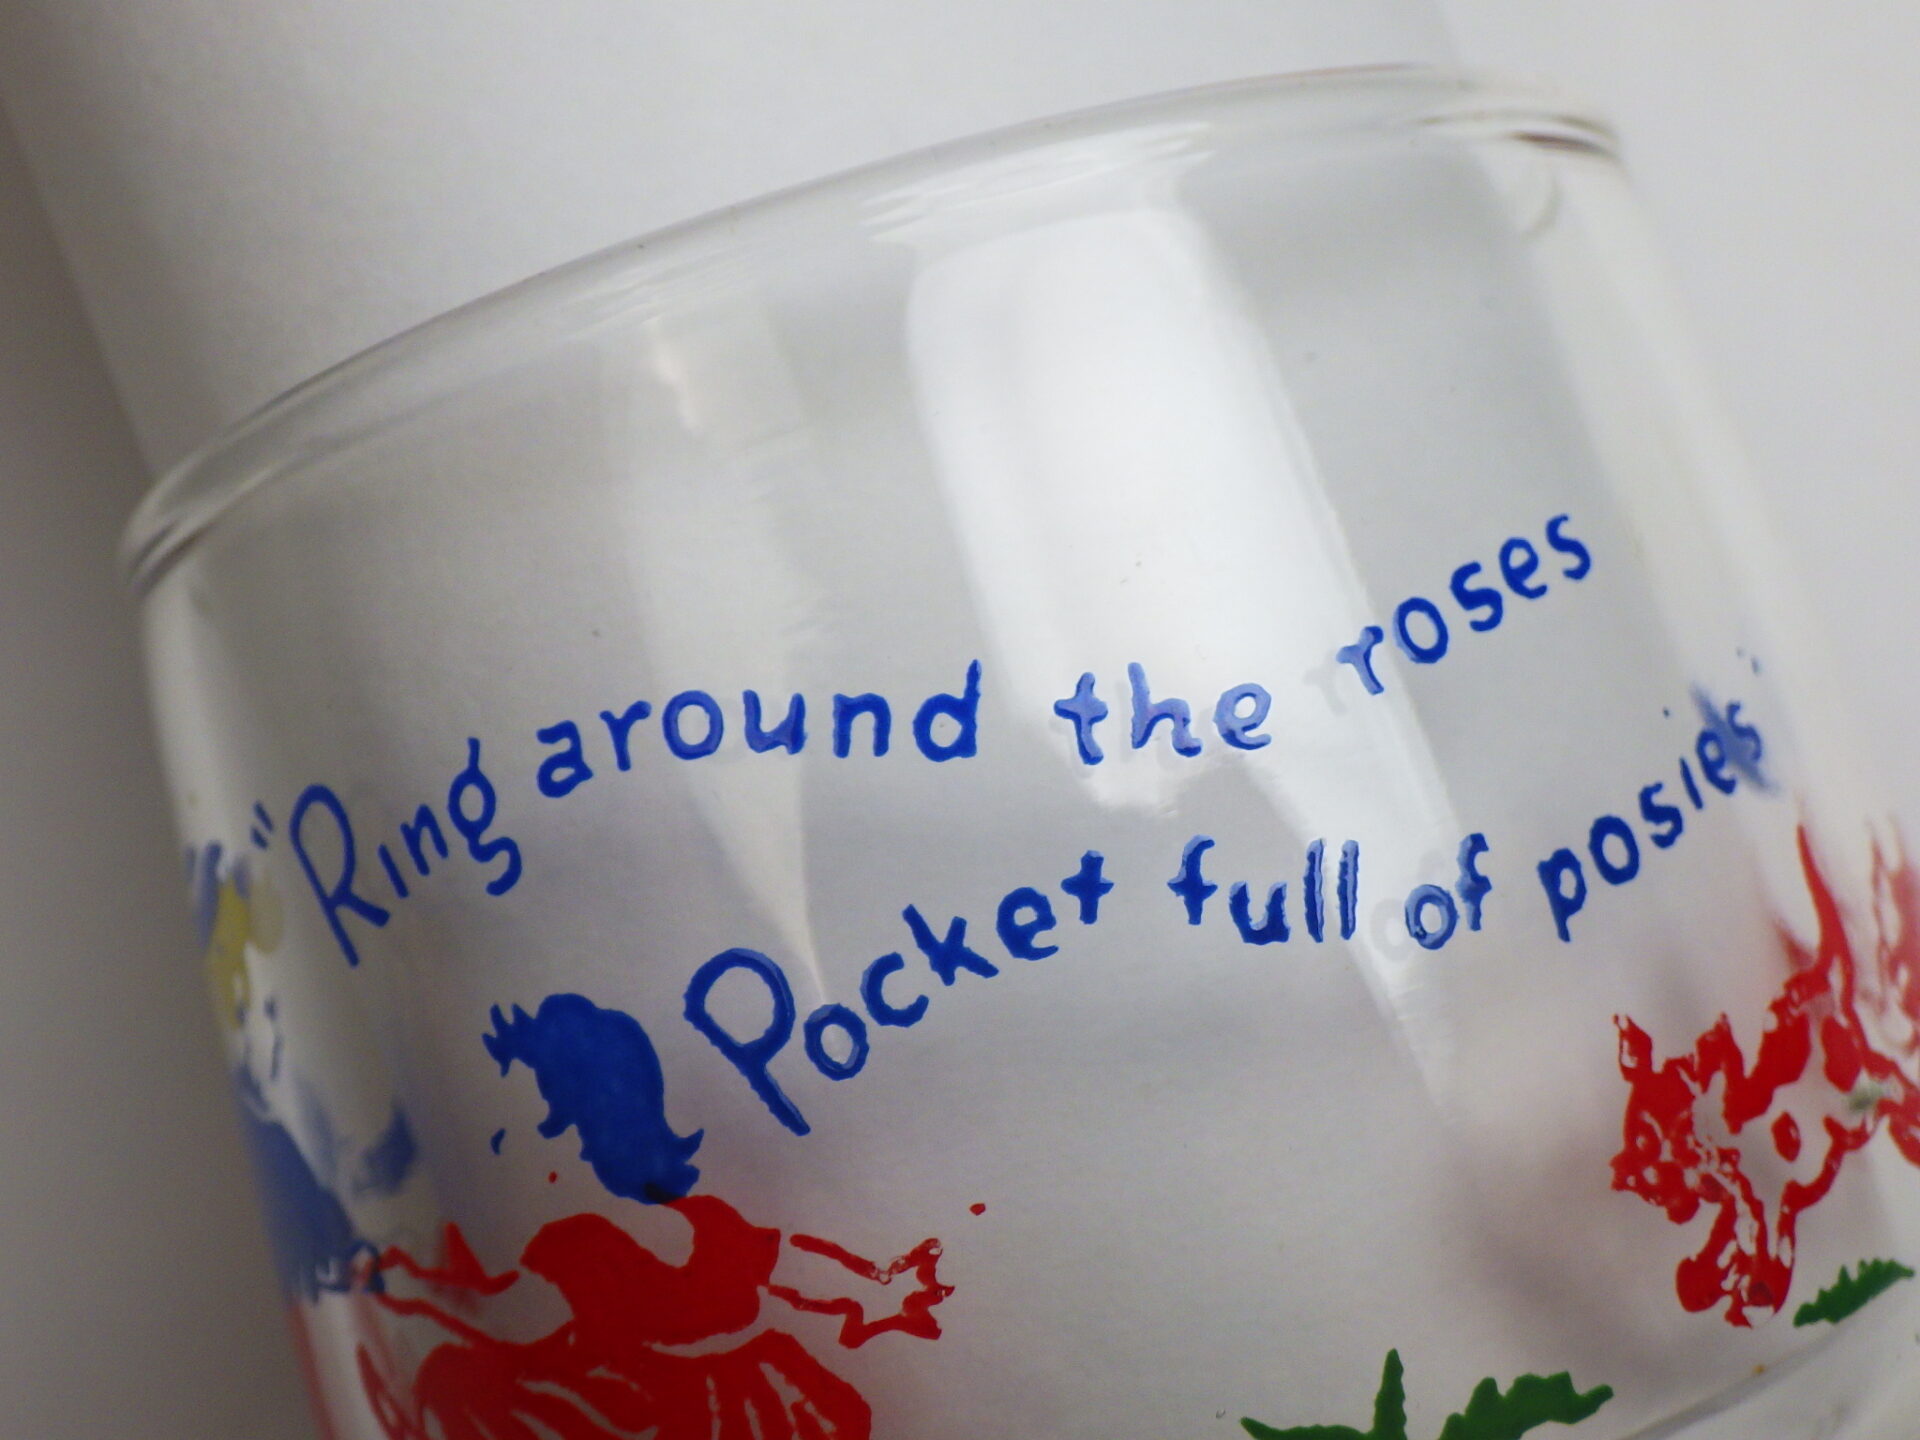 "Ring around the roses
Pocket full of posies"